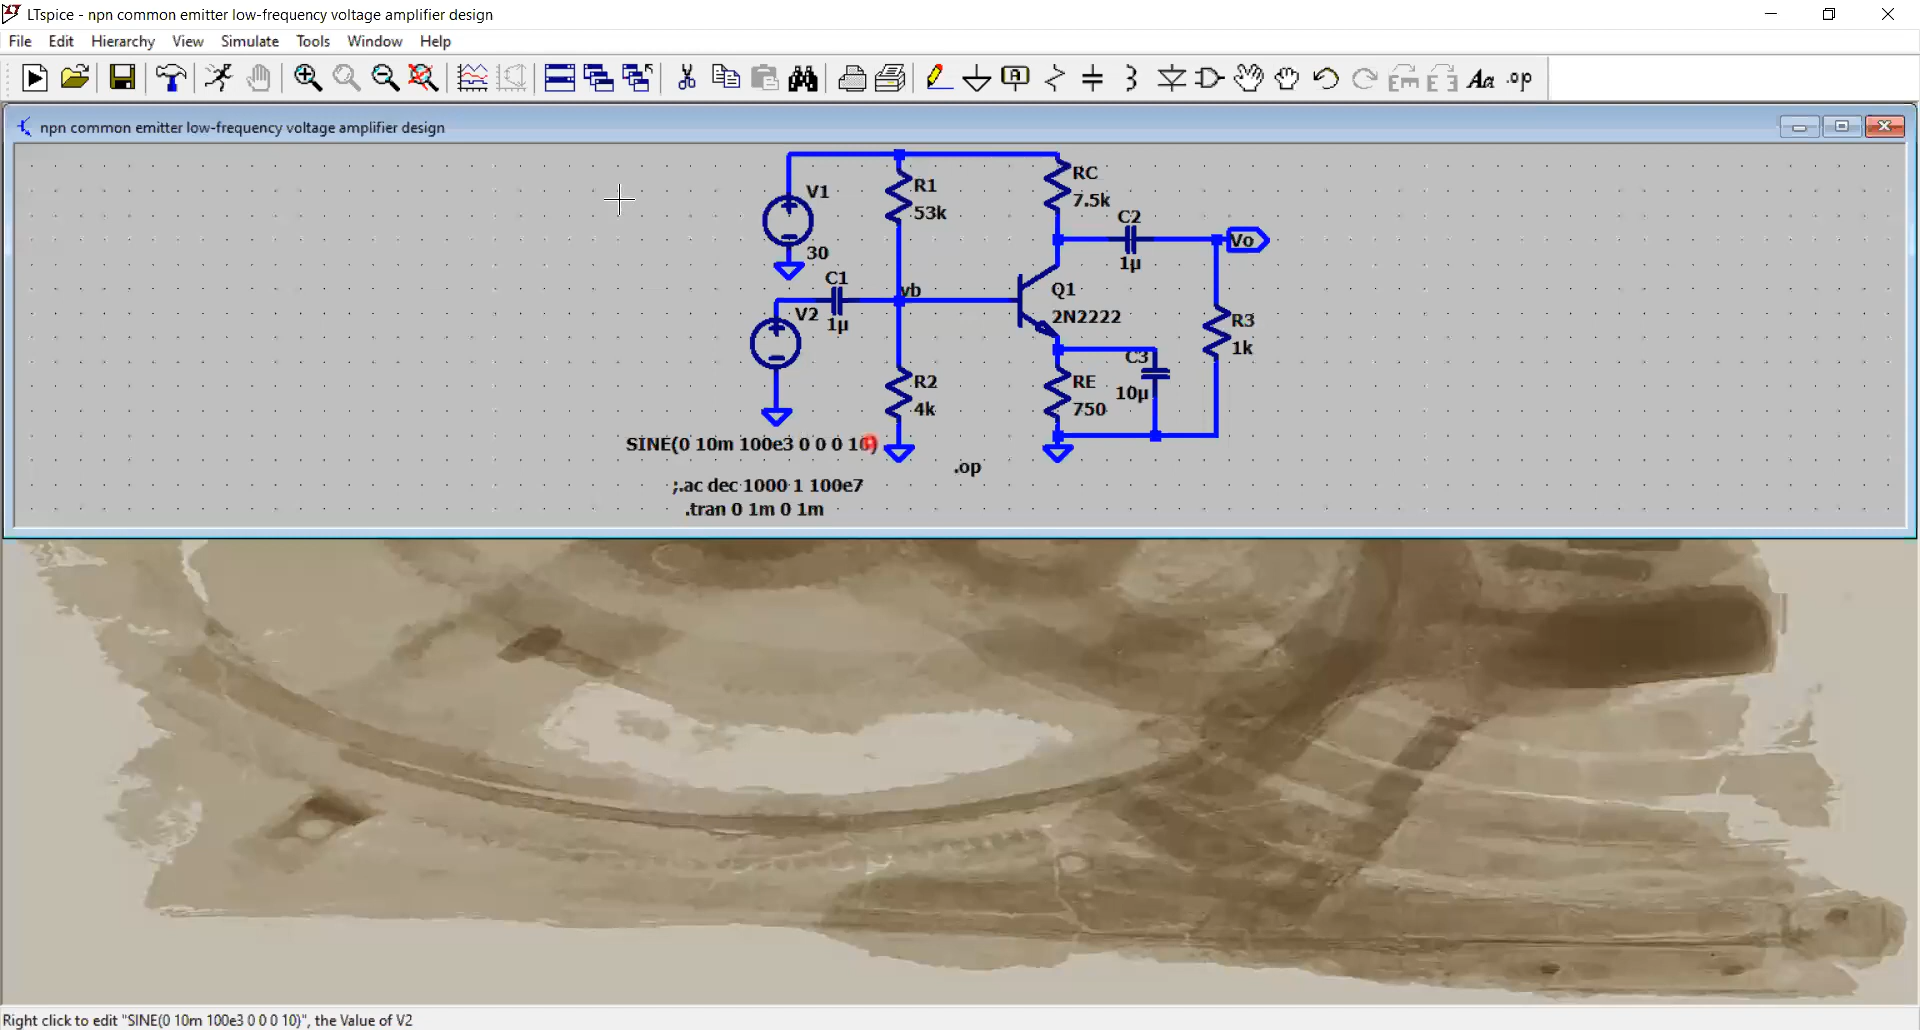 LTspice - npn common emitter low-frequency voltage amplifier design
File Edit Hierarchy View Simulate Tools Window Help
A Aa .op
npn common emitter low-frequency voltage amplifier design
V1
30
R1
53k
RC
7.5k
C2
1µ
Vo
C1
1µ
vb
V2
Q1
2N2222
R3
1k
C3
10µ
R2
4k
RE
750
SINE(0 10m 100e3 0 0 0 10)
.op
;.ac dec 1000 1 100e7
.tran 0 1m 0 1m
Right click to edit "SINE(0 10m 100e3 0 0 0 10)", the Value of V2